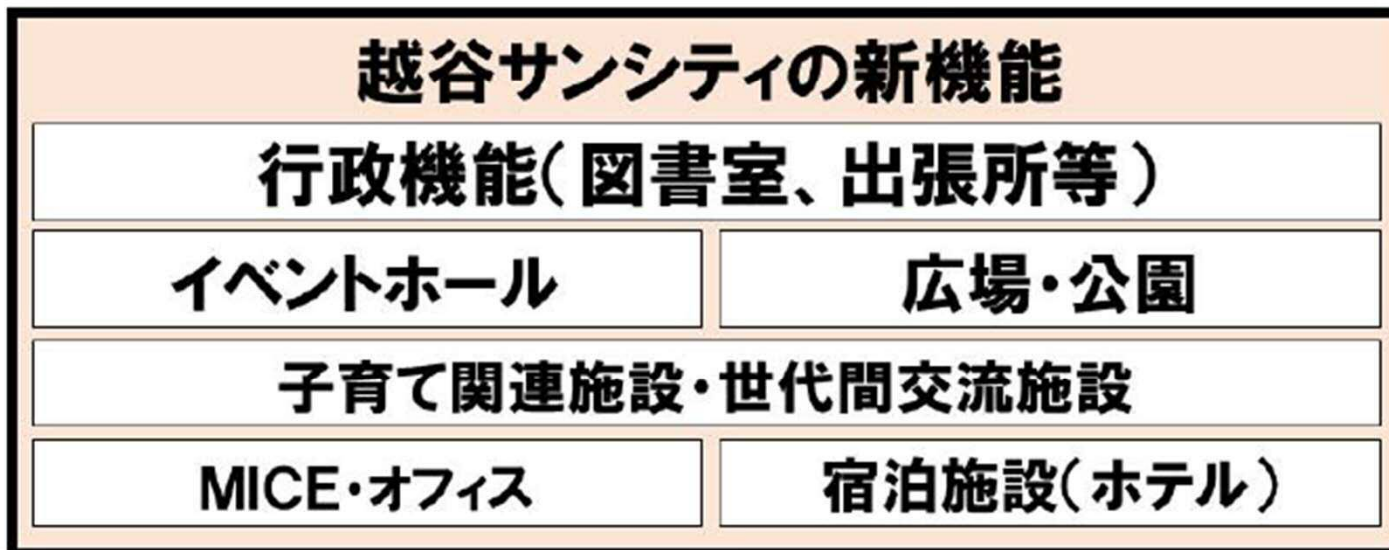 越谷サンシティの新機能
行政機能（図書室、出張所等）
イベントホール
広場・公園
子育て関連施設・世代間交流施設
MICE・オフィス
宿泊施設（ホテル）